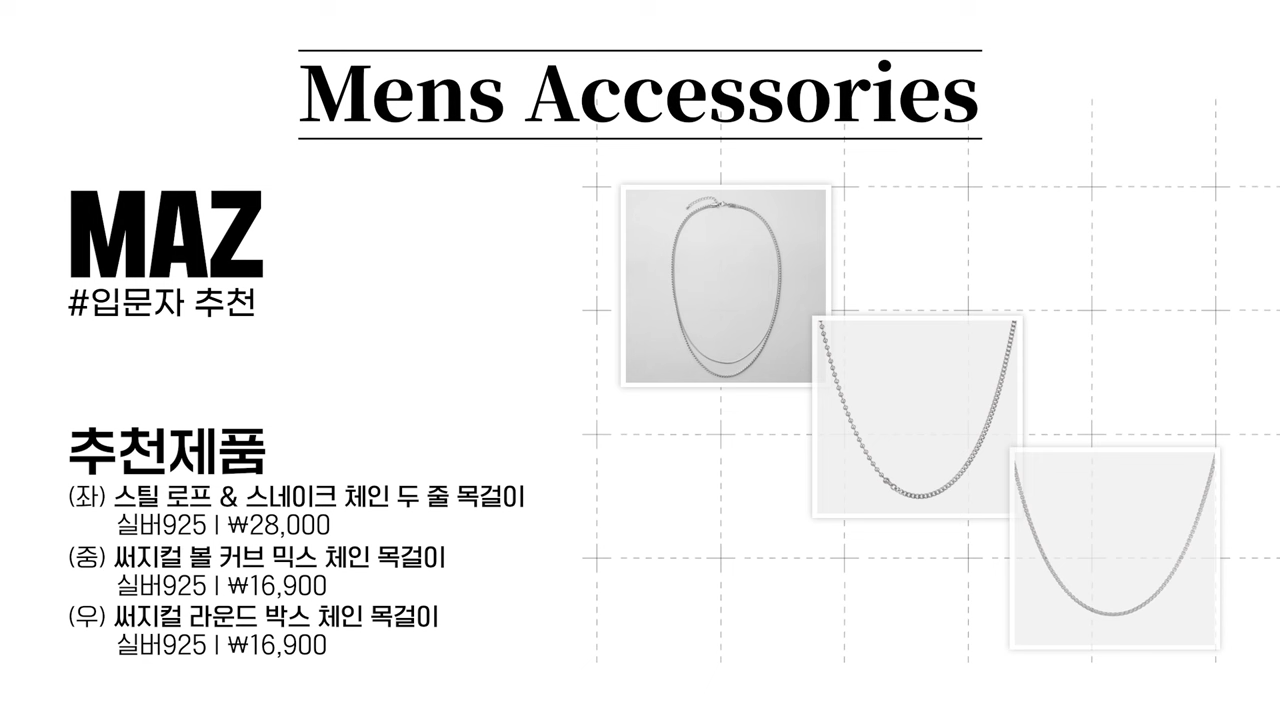 Mens Accessories
MAZ
#입문자 추천
추천제품
(좌) 스틸 로프 & 스네이크 체인 두 줄 목걸이
실버925 | ₩28,000
(중) 써지컬 볼 커브 믹스 체인 목걸이
실버925 | ₩16,900
(우) 써지컬 라운드 박스 체인 목걸이
실버925 | ₩16,900